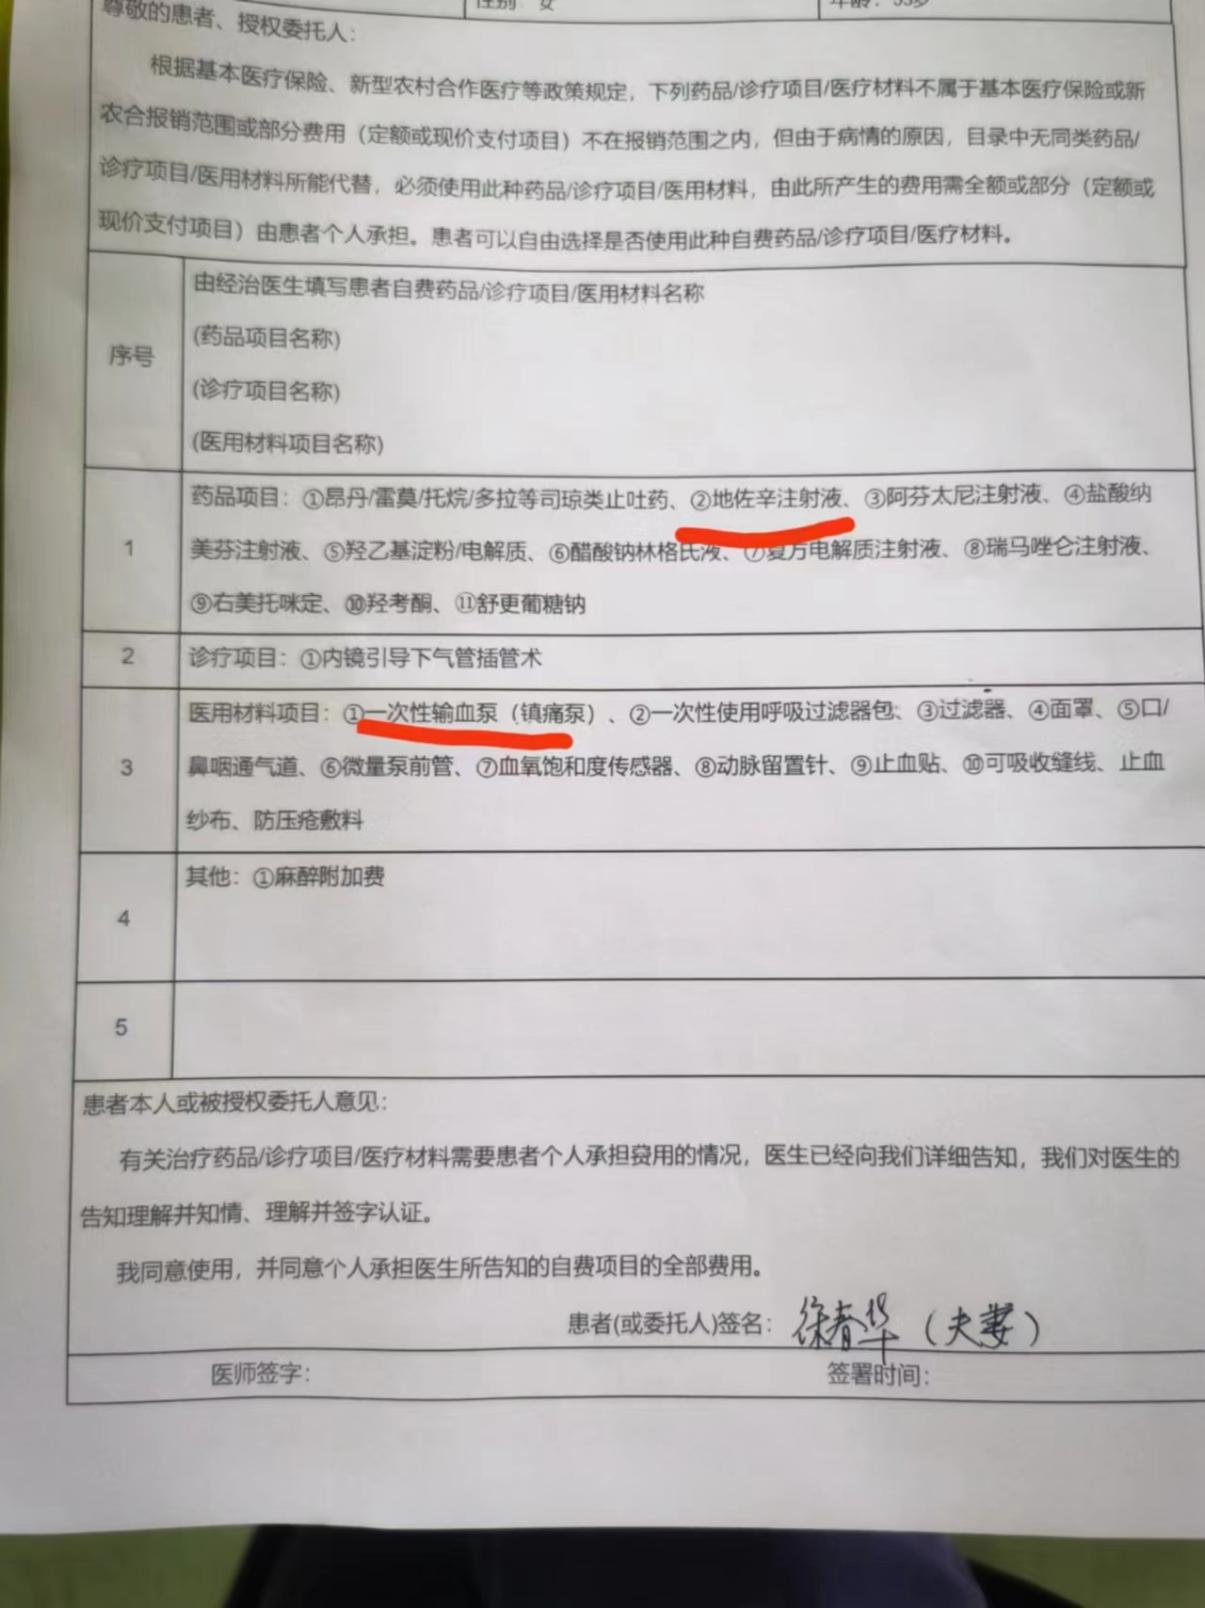 性别：女
年龄：53岁
尊敬的患者、授权委托人：
根据基本医疗保险、新型农村合作医疗等政策规定，下列药品/诊疗项目/医疗材料不属于基本医疗保险或新
农合报销范围或部分费用（定额或现价支付项目）不在报销范围之内，但由于病情的原因，目录中无同类药品/
诊疗项目/医用材料所能代替，必须使用此种药品/诊疗项目/医用材料，由此所产生的费用需全额或部分（定额或
现价支付项目）由患者个人承担。患者可以自由选择是否使用此种自费药品/诊疗项目/医疗材料。
序号
由经治医生填写患者自费药品/诊疗项目/医用材料名称
(药品项目名称)
(诊疗项目名称)
(医用材料项目名称)
1
药品项目：①昂丹/雷莫/托烷/多拉等司琼类止吐药、②地佐辛注射液、③阿芬太尼注射液、④盐酸纳
美芬注射液、⑤羟乙基淀粉/电解质、⑥醋酸钠林格氏液、⑦复方电解质注射液、⑧瑞马唑仑注射液、
⑨右美托咪定、⑩羟考酮、⑪舒更葡糖钠
2
诊疗项目：①内镜引导下气管插管术
3
医用材料项目：①一次性输血泵（镇痛泵）、②一次性使用呼吸过滤器包、③过滤器、④面罩、⑤口/
鼻咽通气道、⑥微量泵前管、⑦血氧饱和度传感器、⑧动脉留置针、⑨止血贴、⑩可吸收缝线、止血
纱布、防压疮敷料
4
其他：①麻醉附加费
5
患者本人或被授权委托人意见：
有关治疗药品/诊疗项目/医疗材料需要患者个人承担费用的情况，医生已经向我们详细告知，我们对医生的
告知理解并知情、理解并签字认证。
我同意使用，并同意个人承担医生所告知的自费项目的全部费用。
患者(或委托人)签名：徐春华（夫妻）
医师签字：
签署时间：